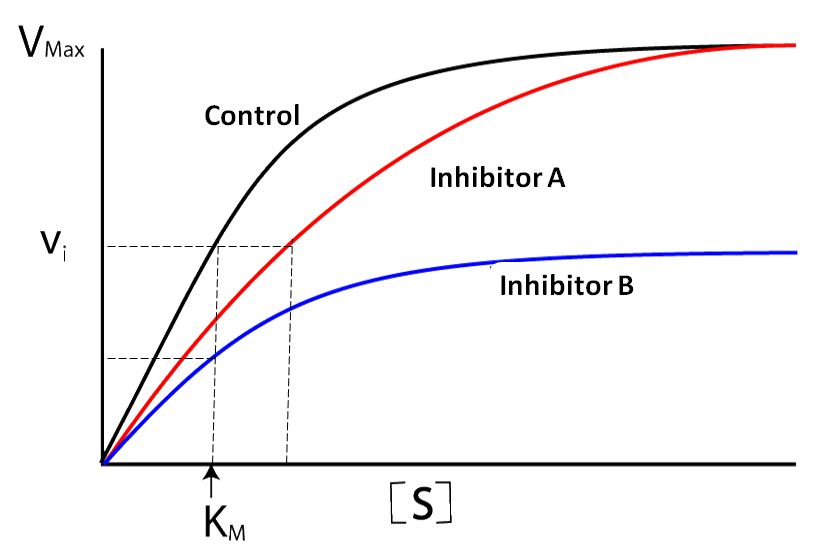 VMax
Control
Inhibitor A
vi
Inhibitor B
[S]
KM